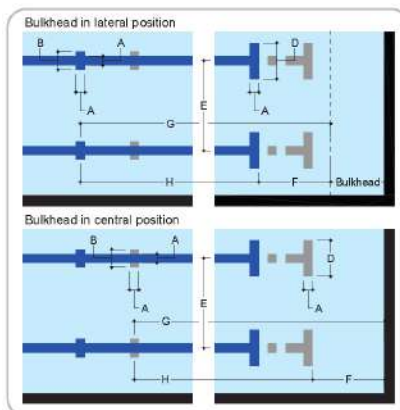 Bulkhead in lateral position
B A D
A A
E
G
H F Bulkhead
Bulkhead in central position
B A D
A A
E
G
H F